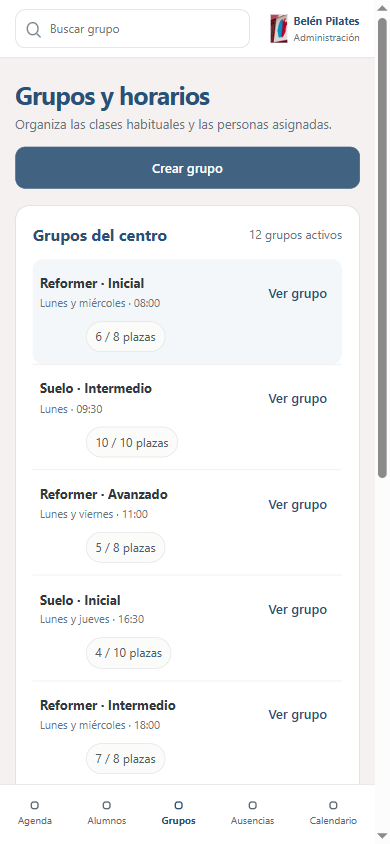 Buscar grupo
Belén Pilates
Administración
Grupos y horarios
Organiza las clases habituales y las personas asignadas.
Crear grupo
Grupos del centro
12 grupos activos
Reformer · Inicial
Lunes y miércoles · 08:00
Ver grupo
6 / 8 plazas
Suelo · Intermedio
Lunes · 09:30
Ver grupo
10 / 10 plazas
Reformer · Avanzado
Lunes y viernes · 11:00
Ver grupo
5 / 8 plazas
Suelo · Inicial
Lunes y jueves · 16:30
Ver grupo
4 / 10 plazas
Reformer · Intermedio
Lunes y miércoles · 18:00
Ver grupo
7 / 8 plazas
Agenda
Alumnos
Grupos
Ausencias
Calendario